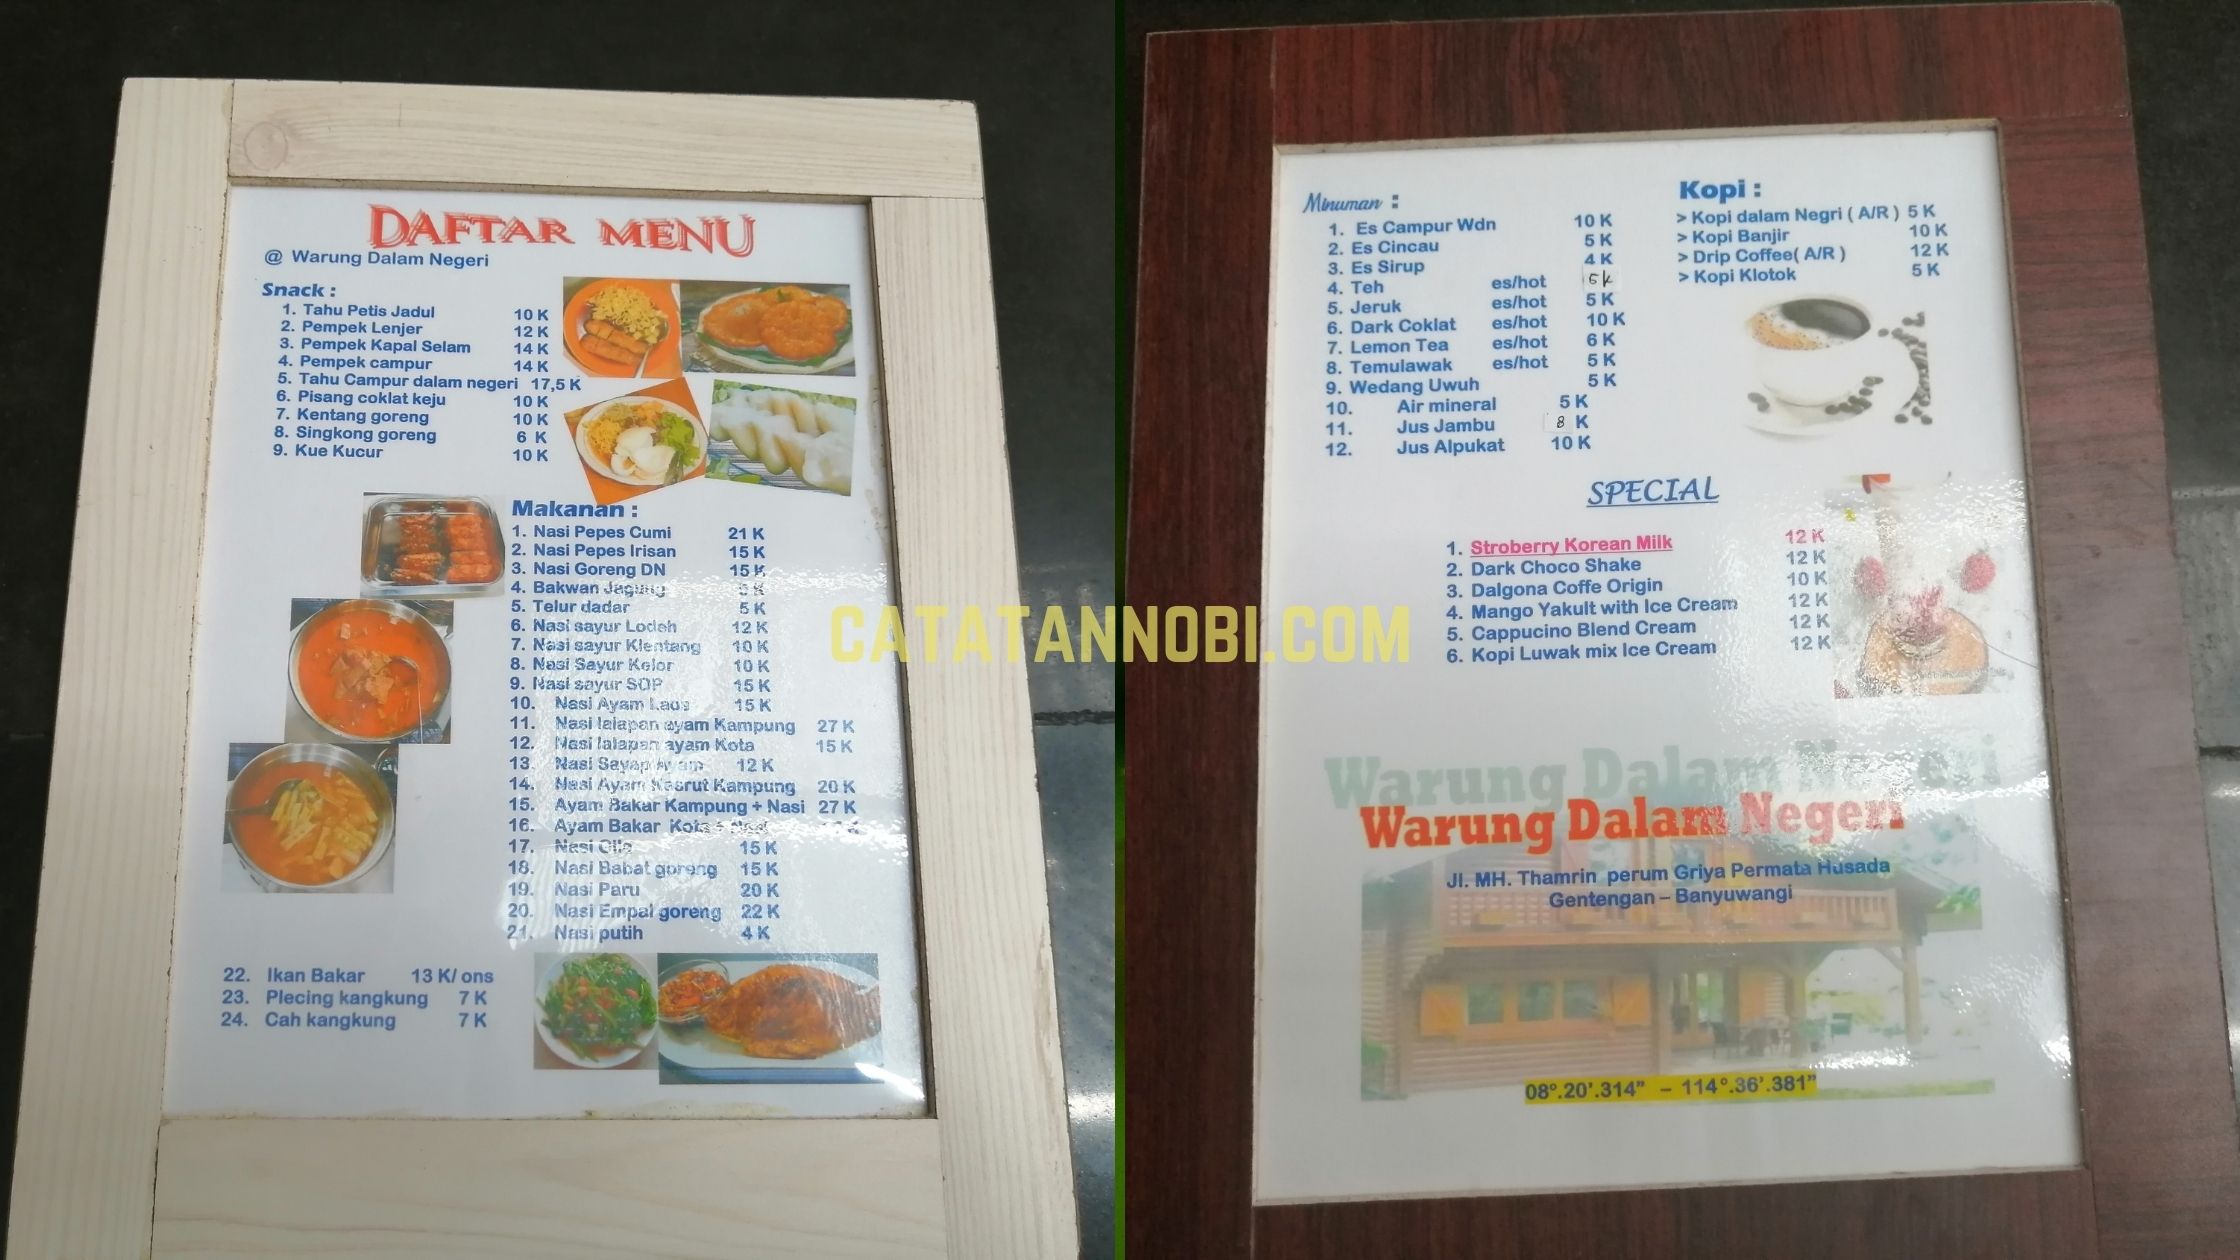 DAFTAR MENU
@ Warung Dalam Negeri
Snack :
1. Tahu Petis Jadul 10 K
2. Pempek Lenjer 12 K
3. Pempek Kapal Selam 14 K
4. Pempek campur 14 K
5. Tahu Campur dalam negeri 17,5 K
6. Pisang coklat keju 10 K
7. Kentang goreng 10 K
8. Singkong goreng 6 K
9. Kue Kucur 10 K
Makanan :
1. Nasi Pepes Cumi 21 K
2. Nasi Pepes Irisan 15 K
3. Nasi Goreng DN 15 K
4. Bakwan Jagung K
5. Telur dadar 5 K
6. Nasi sayur Lodeh 12 K
7. Nasi sayur Klentang 10 K
8. Nasi Sayur Kelor 10 K
9. Nasi sayur SOP 15 K
10. Nasi Ayam Laos 15 K
11. Nasi lalapan ayam Kampung 27 K
12. Nasi lalapan ayam Kota 15 K
13. Nasi Sayap Ayam 12 K
14. Nasi Ayam Kesrut Kampung 20 K
15. Ayam Bakar Kampung + Nasi 27 K
16. Ayam Bakar Kota + Nasi K
17. Nasi 15 K
18. Nasi Babat goreng 15 K
19. Nasi Paru 20 K
20. Nasi Empal goreng 22 K
21. Nasi putih 4 K
22. Ikan Bakar 13 K/ ons
23. Plecing kangkung 7 K
24. Cah kangkung 7 K
CATATANNOBI.COM
Minuman :
1. Es Campur Wdn 10 K
2. Es Cincau 5 K
3. Es Sirup 4 K
4. Teh es/hot 5 k
5. Jeruk es/hot 5 K
6. Dark Coklat es/hot 10 K
7. Lemon Tea es/hot 6 K
8. Temulawak es/hot 5 K
9. Wedang Uwuh 5 K
10. Air mineral 5 K
11. Jus Jambu 8 K
12. Jus Alpukat 10 K
Kopi :
> Kopi dalam Negri ( A/R ) 5 K
> Kopi Banjir 10 K
> Drip Coffee( A/R ) 12 K
> Kopi Klotok 5 K
SPECIAL
1. Stroberry Korean Milk 12 K
2. Dark Choco Shake 12 K
3. Dalgona Coffe Origin 10 K
4. Mango Yakult with Ice Cream 12 K
5. Cappucino Blend Cream 12 K
6. Kopi Luwak mix Ice Cream 12 K
Warung Dalam Negeri
Warung Dalam Negeri
Jl. MH. Thamrin perum Griya Permata Husada
Gentengan – Banyuwangi
08°.20'.314" – 114°.36'.381"